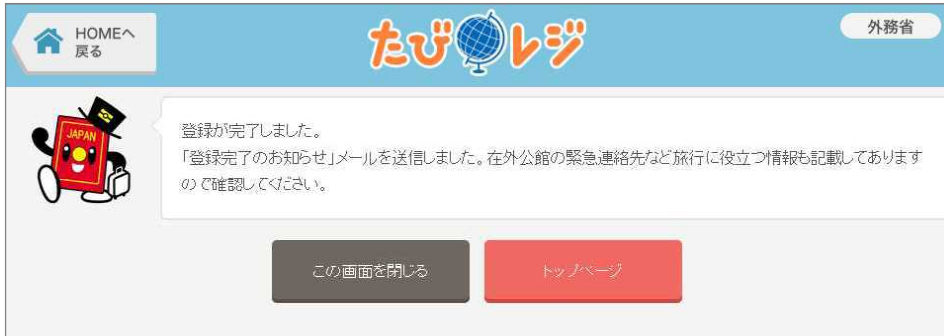 HOMEへ
戻る
たびレジ
外務省
JAPAN
登録が完了しました。
「登録完了のお知らせ」メールを送信しました。在外公館の緊急連絡先など旅行に役立つ情報も記載してあります
ので確認してください。
この画面を閉じる
トップページ